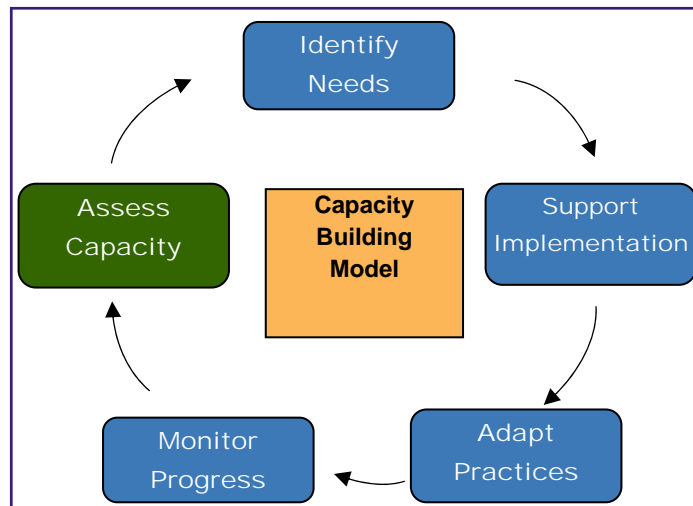 Identify
Needs
Assess
Capacity
Capacity
Building
Model
Support
Implementation
Monitor
Progress
Adapt
Practices